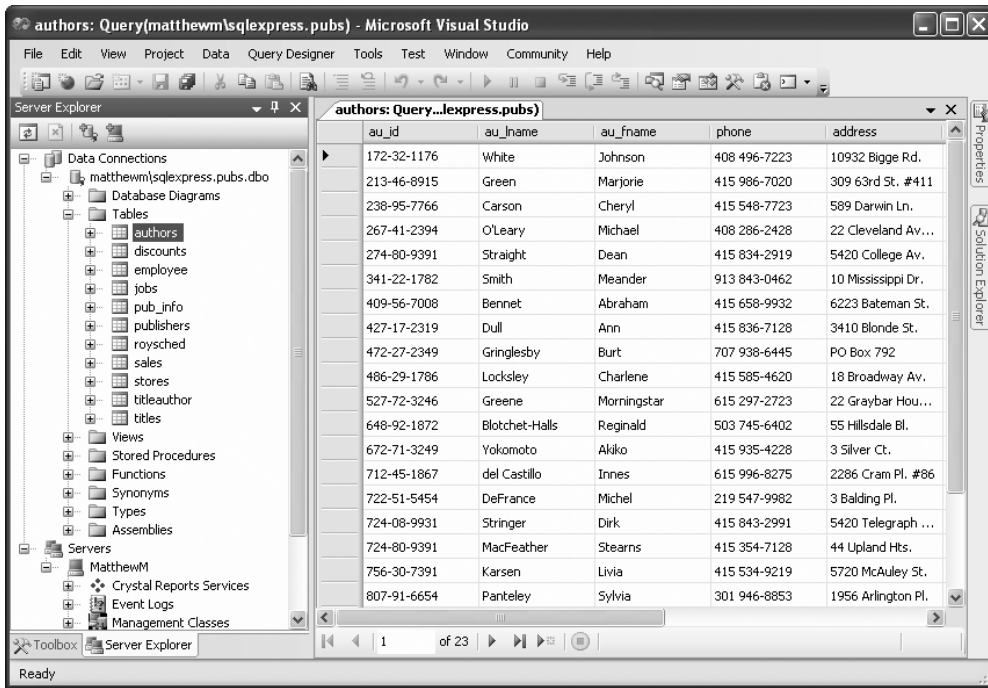 authors: Query(matthewm\sqlexpress.pubs) - Microsoft Visual Studio
File Edit View Project Data Query Designer Tools Test Window Community Help
Server Explorer
Data Connections
matthewm\sqlexpress.pubs.dbo
Database Diagrams
Tables
authors
discounts
employee
jobs
pub_info
publishers
roysched
sales
stores
titleauthor
titles
Views
Stored Procedures
Functions
Synonyms
Types
Assemblies
Servers
MatthewM
Crystal Reports Services
Event Logs
Management Classes
Toolbox Server Explorer
authors: Query...lexpress.pubs)
au_id au_lname au_fname phone address
172-32-1176 White Johnson 408 496-7223 10932 Bigge Rd.
213-46-8915 Green Marjorie 415 986-7020 309 63rd St. #411
238-95-7766 Carson Cheryl 415 548-7723 589 Darwin Ln.
267-41-2394 O'Leary Michael 408 286-2428 22 Cleveland Av...
274-80-9391 Straight Dean 415 834-2919 5420 College Av.
341-22-1782 Smith Meander 913 843-0462 10 Mississippi Dr.
409-56-7008 Bennet Abraham 415 658-9932 6223 Bateman St.
427-17-2319 Dull Ann 415 836-7128 3410 Blonde St.
472-27-2349 Gringlesby Burt 707 938-6445 PO Box 792
486-29-1786 Locksley Charlene 415 585-4620 18 Broadway Av.
527-72-3246 Greene Morningstar 615 297-2723 22 Graybar Hou...
648-92-1872 Blotchet-Halls Reginald 503 745-6402 55 Hillsdale Bl.
672-71-3249 Yokomoto Akiko 415 935-4228 3 Silver Ct.
712-45-1867 del Castillo Innes 615 996-8275 2286 Cram Pl. #86
722-51-5454 DeFrance Michel 219 547-9982 3 Balding Pl.
724-08-9931 Stringer Dirk 415 843-2991 5420 Telegraph ...
724-80-9391 MacFeather Stearns 415 354-7128 44 Upland Hts.
756-30-7391 Karsen Livia 415 534-9219 5720 McAuley St.
807-91-6654 Panteley Sylvia 301 946-8853 1956 Arlington Pl.
1 of 23
Properties
Solution Explorer
Ready